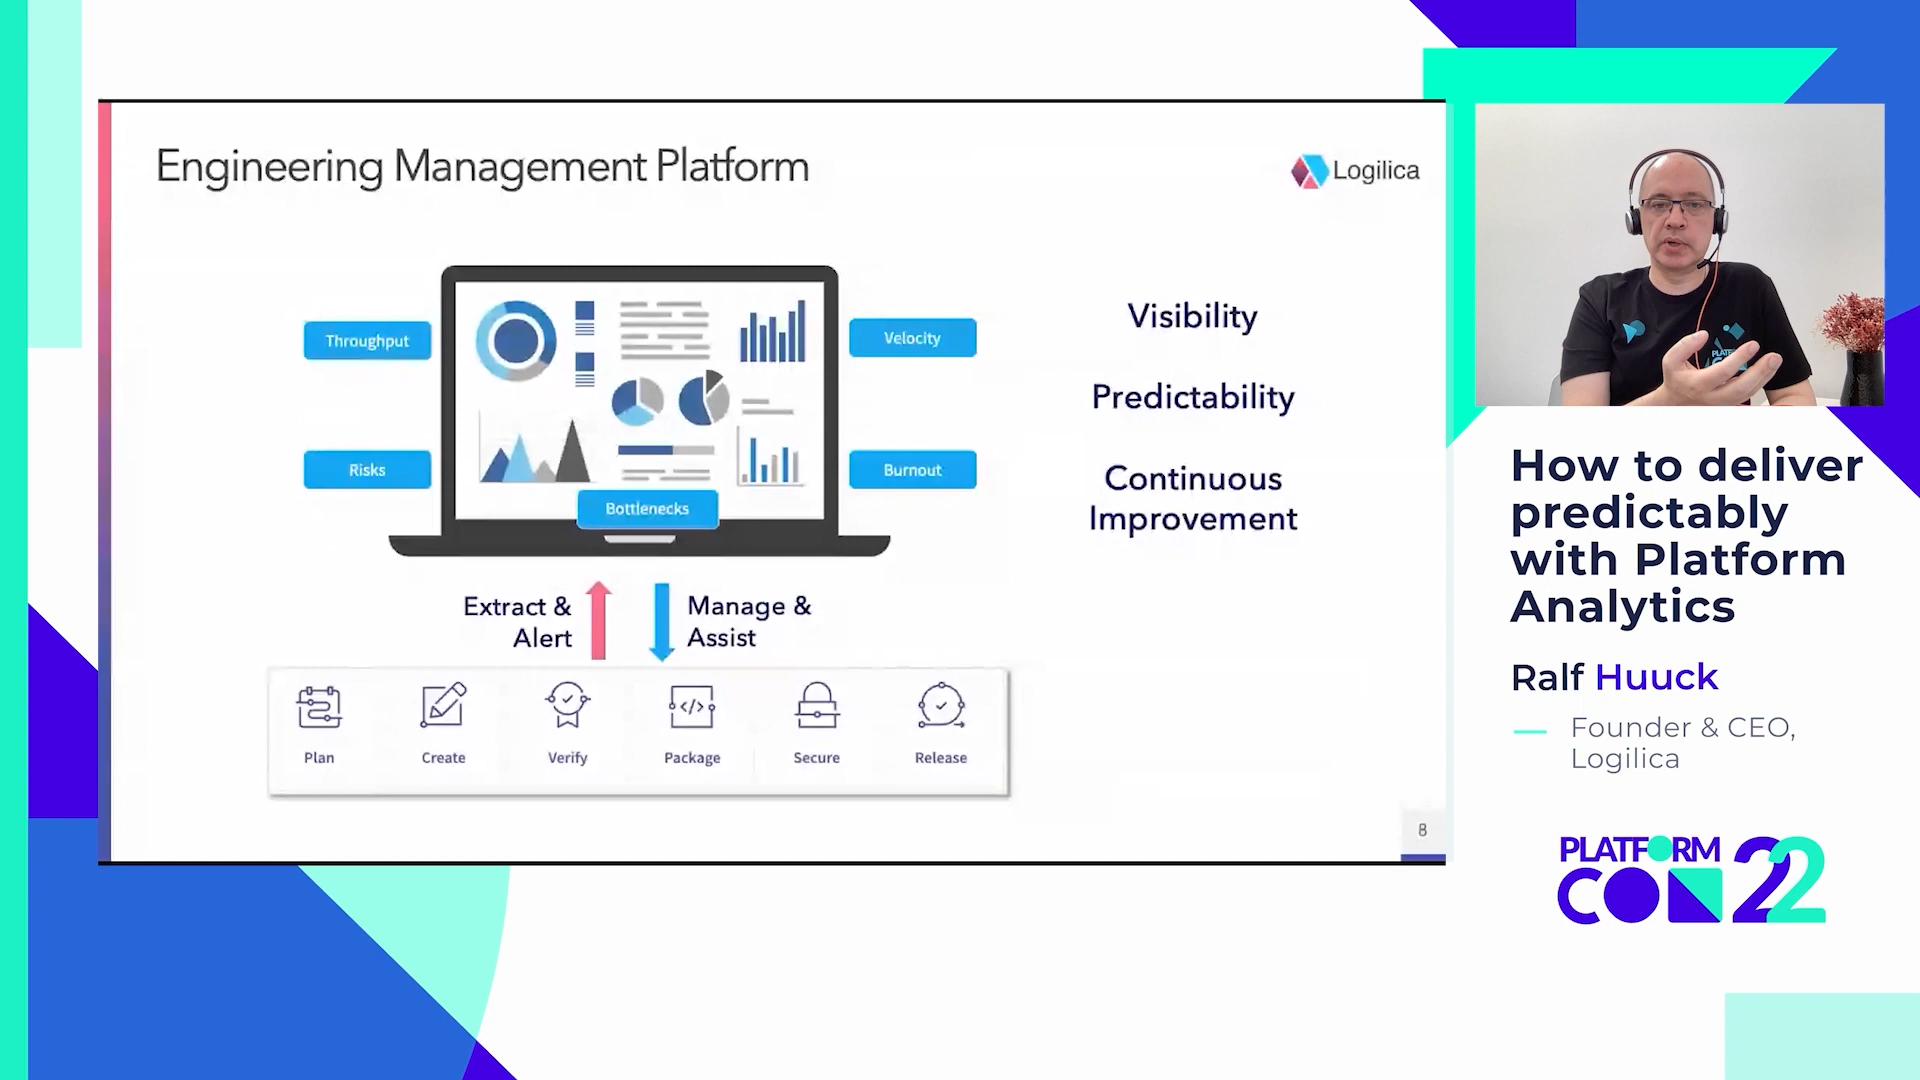 Engineering Management Platform
Logilica
Throughput
Velocity
Risks
Burnout
Bottlenecks
Visibility
Predictability
Continuous
Improvement
Extract &
Alert
Manage &
Assist
</>
Plan
Create
Verify
Package
Secure
Release
8
How to deliver
predictably
with Platform
Analytics
Ralf Huuck
Founder & CEO,
Logilica
PLATFORM
CON 22